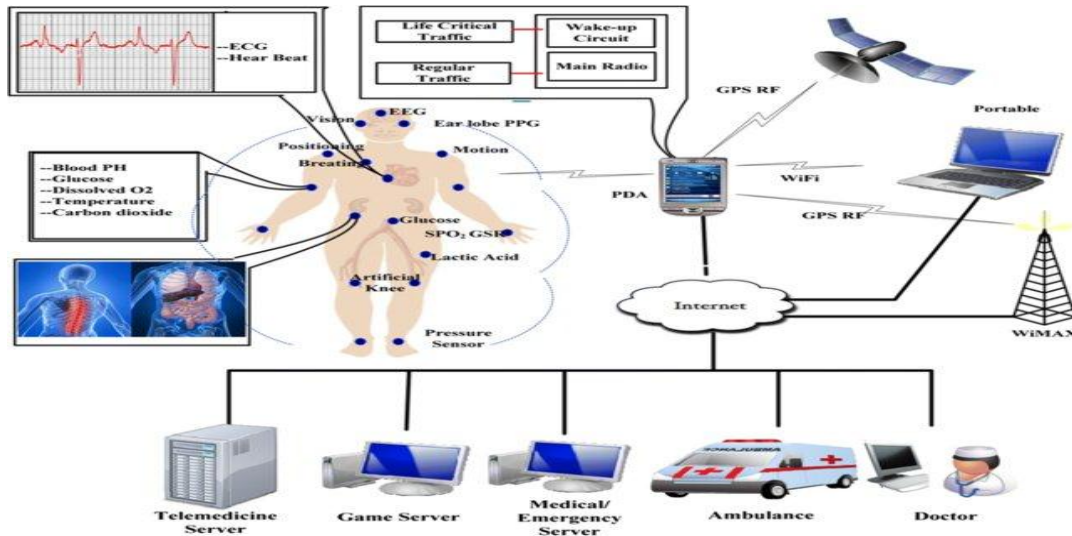 --ECG
--Hear Beat
Life Critical
Traffic
Wake-up
Circuit
Regular
Traffic
Main Radio
GPS RF
Portable
EEG
Vision
Ear lobe PPG
Positioning
Breating
Motion
--Blood PH
--Glucose
--Dissolved O2
--Temperature
--Carbon dioxide
PDA
WiFi
GPS RF
Glucose
SPO₂ GSR
Lactic Acid
Artificial
Knee
Internet
WiMAX
Pressure
Sensor
Telemedicine
Server
Game Server
Medical/
Emergency
Server
Ambulance
Doctor